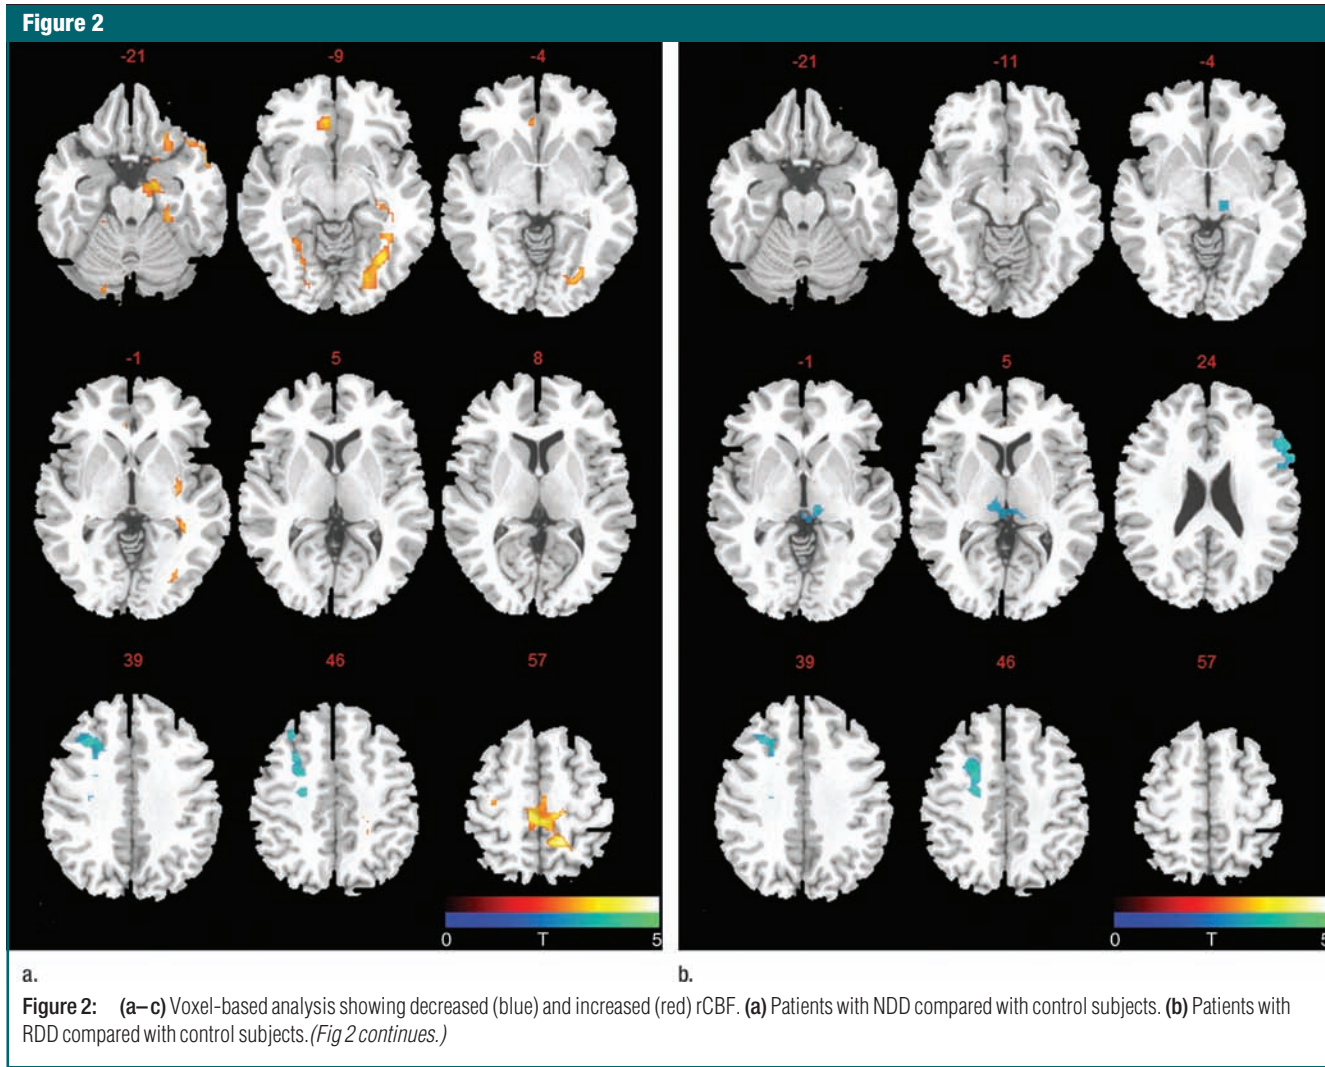 Figure 2
-21 -9 -4
-1 5 8
39 46 57
0 T 5
a.
-21 -11 -4
-1 5 24
39 46 57
0 T 5
b.
Figure 2: (a–c) Voxel-based analysis showing decreased (blue) and increased (red) rCBF. (a) Patients with NDD compared with control subjects. (b) Patients with
RDD compared with control subjects.(Fig 2 continues.)